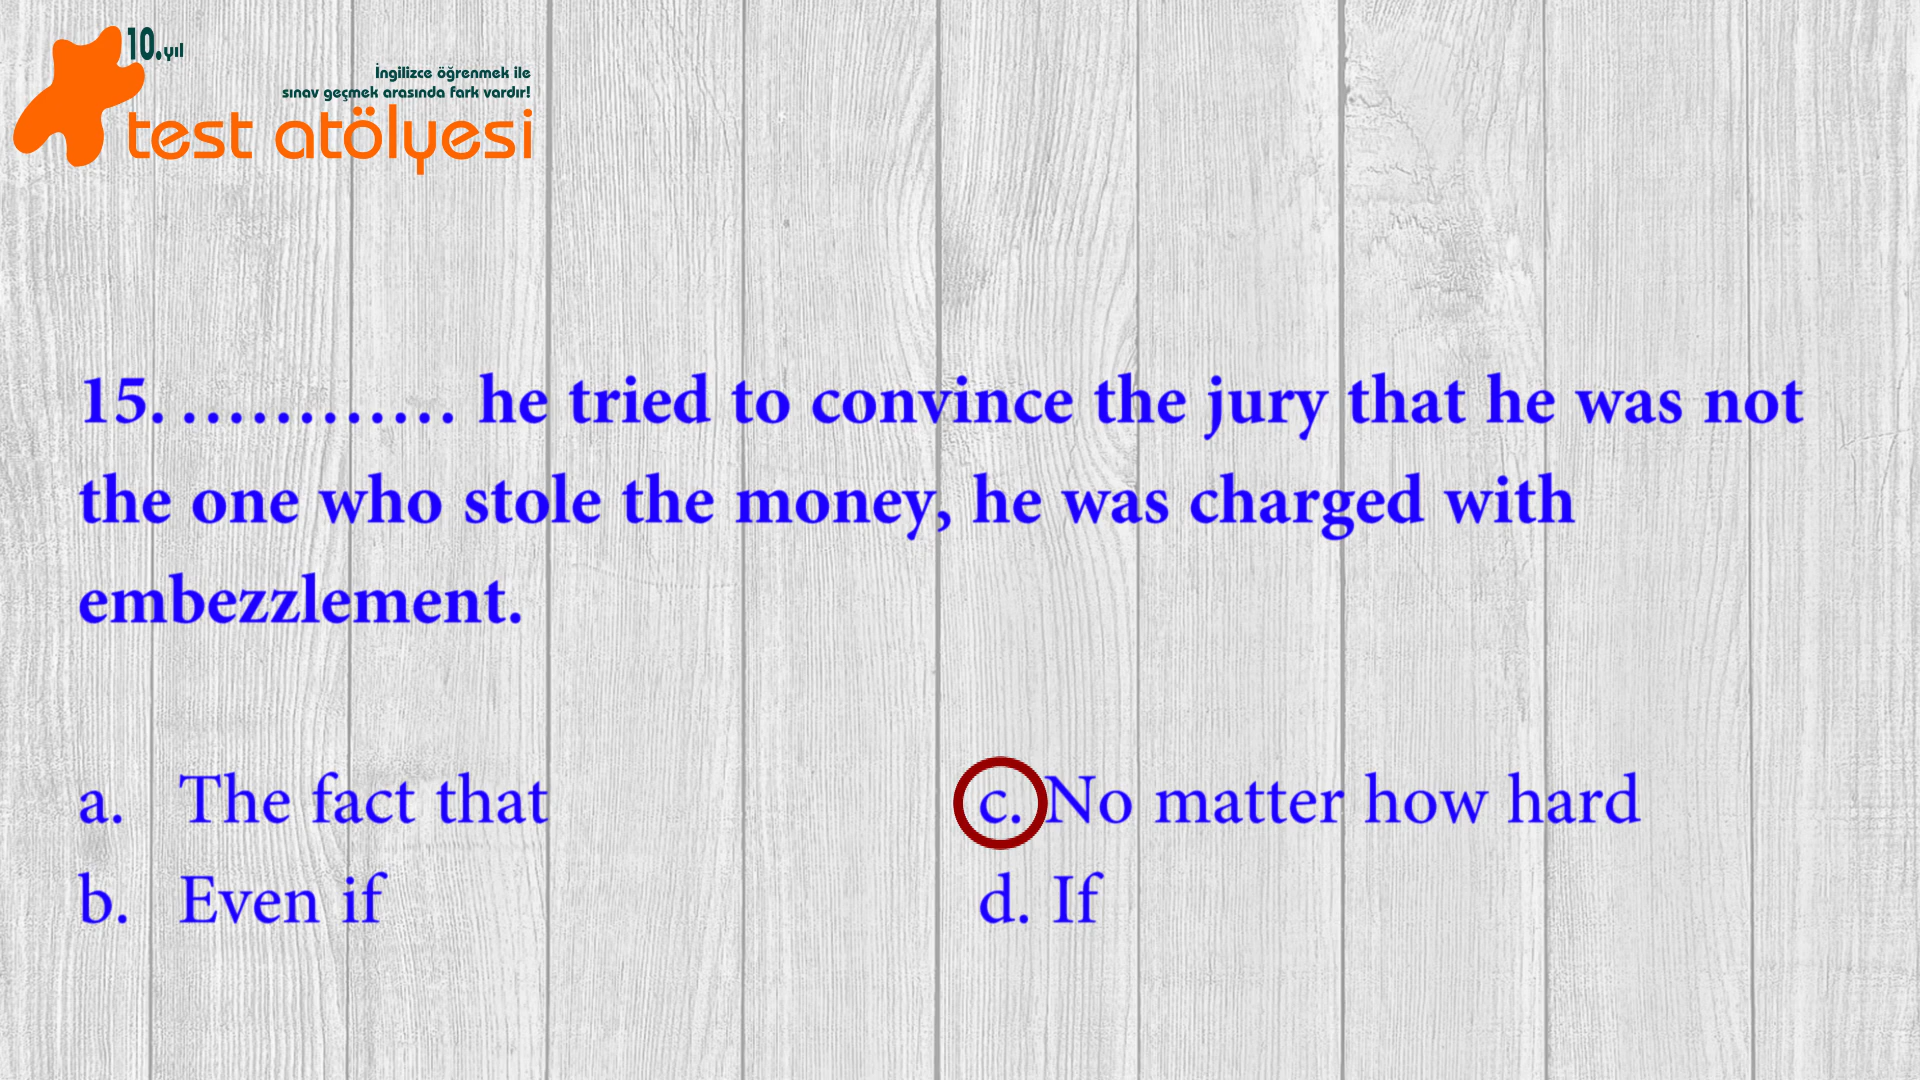 10.yıl
İngilizce öğrenmek ile
sınav geçmek arasında fark vardır!
test atölyesi
15. ............. he tried to convince the jury that he was not
the one who stole the money, he was charged with
embezzlement.
a. The fact that
b. Even if
c. No matter how hard
d. If